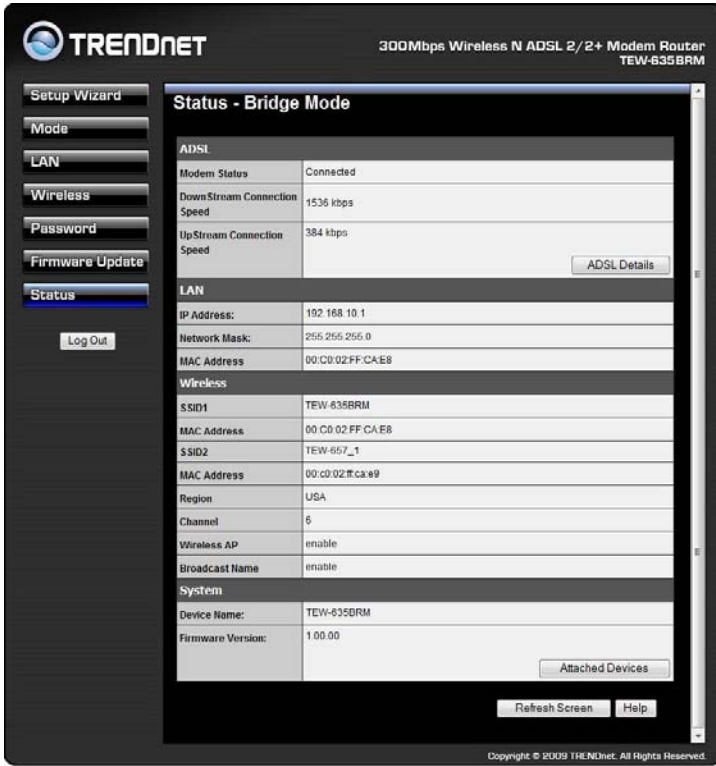 TRENDNET
300Mbps Wireless N ADSL 2/2+ Modem Router
TEW-635BRM
Setup Wizard
Mode
LAN
Wireless
Password
Firmware Update
Status
Log Out
Status - Bridge Mode
ADSL
Modem Status Connected
DownStream Connection Speed 1536 kbps
UpStream Connection Speed 384 kbps
ADSL Details
LAN
IP Address: 192.168.10.1
Network Mask: 255.255.255.0
MAC Address 00:C0:02:FF:CA:E8
Wireless
SSID1 TEW-635BRM
MAC Address 00:C0:02:FF:CA:E8
SSID2 TEW-657_1
MAC Address 00:c0:02:ff:ca:e9
Region USA
Channel 6
Wireless AP enable
Broadcast Name enable
System
Device Name: TEW-635BRM
Firmware Version: 1.00.00
Attached Devices
Refresh Screen Help
Copyright © 2009 TRENDnet. All Rights Reserved.